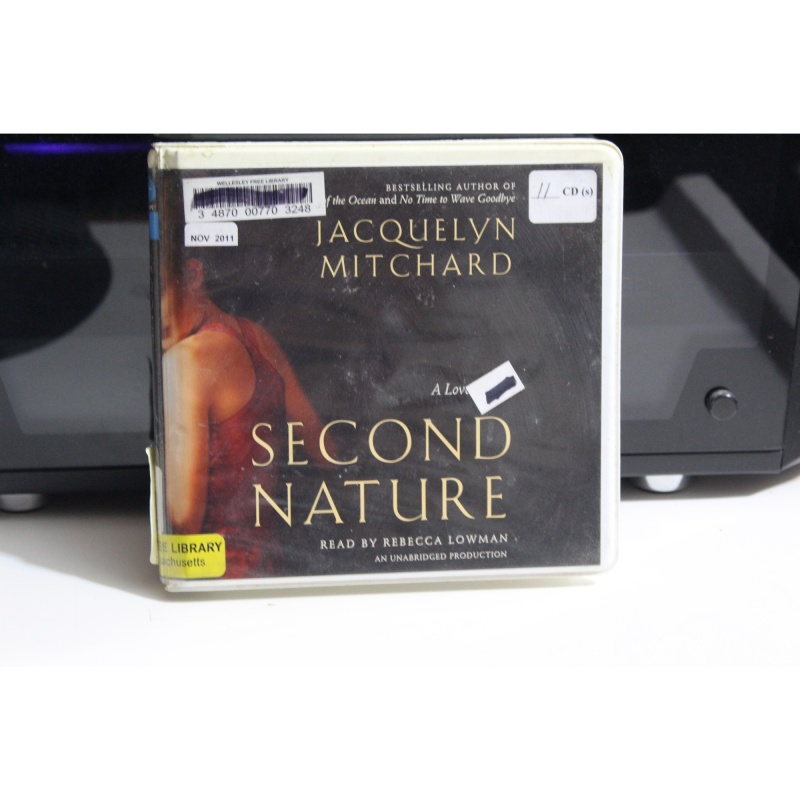 WELLESLEY FREE LIBRARY
3 4870 00770 3248
NOV 2011
BESTSELLING AUTHOR OF
of the Ocean and No Time to Wave Goodbye
11 CD (s)
JACQUELYN
MITCHARD
A Lov
SECOND
NATURE
READ BY REBECCA LOWMAN
AN UNABRIDGED PRODUCTION
E LIBRARY
achusetts